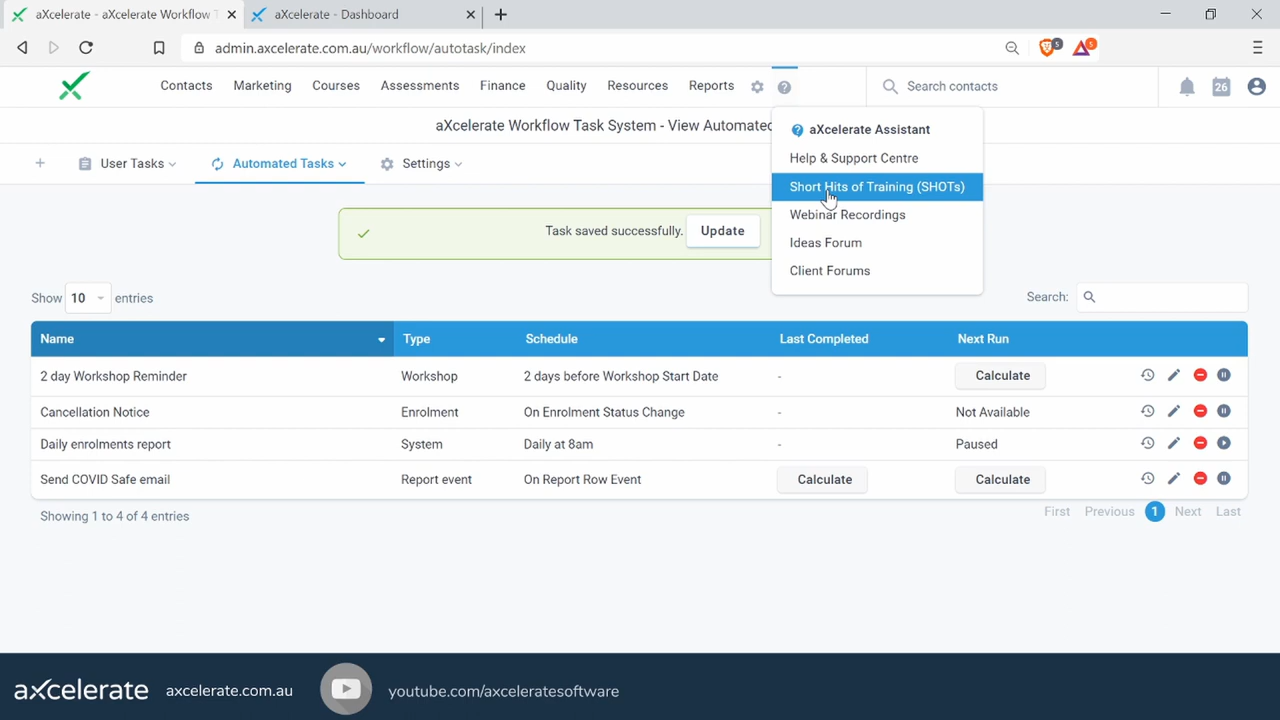 aXcelerate - aXcelerate Workflow T
aXcelerate - Dashboard
admin.axcelerate.com.au/workflow/autotask/index
5
5
Contacts Marketing Courses Assessments Finance Quality Resources Reports
Search contacts
26
aXcelerate Workflow Task System - View Automated
aXcelerate Assistant
Help & Support Centre
Short Hits of Training (SHOTs)
Webinar Recordings
Ideas Forum
Client Forums
User Tasks
Automated Tasks
Settings
Task saved successfully.
Update
Show 10 entries
Search:
Name Type Schedule Last Completed Next Run
2 day Workshop Reminder Workshop 2 days before Workshop Start Date - Calculate
Cancellation Notice Enrolment On Enrolment Status Change - Not Available
Daily enrolments report System Daily at 8am - Paused
Send COVID Safe email Report event On Report Row Event Calculate Calculate
Showing 1 to 4 of 4 entries
First Previous 1 Next Last
axcelerate
axcelerate.com.au
youtube.com/axceleratesoftware